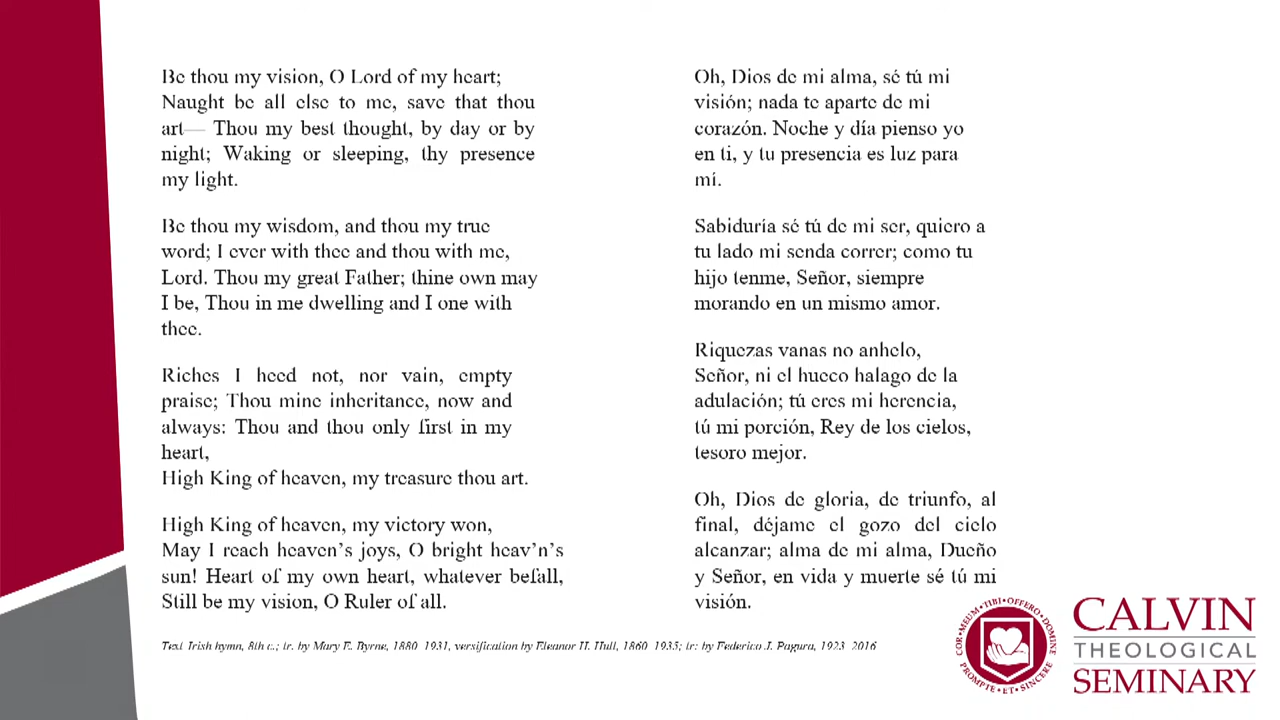 Be thou my vision, O Lord of my heart;
Naught be all else to me, save that thou
art— Thou my best thought, by day or by
night; Waking or sleeping, thy presence
my light.
Be thou my wisdom, and thou my true
word; I ever with thee and thou with me,
Lord. Thou my great Father; thine own may
I be, Thou in me dwelling and I one with
thee.
Riches I heed not, nor vain, empty
praise; Thou mine inheritance, now and
always: Thou and thou only first in my
heart,
High King of heaven, my treasure thou art.
High King of heaven, my victory won,
May I reach heaven’s joys, O bright heav’n’s
sun! Heart of my own heart, whatever befall,
Still be my vision, O Ruler of all.
Oh, Dios de mi alma, sé tú mi
visión; nada te aparte de mi
corazón. Noche y día pienso yo
en ti, y tu presencia es luz para
mí.
Sabiduría sé tú de mi ser, quiero a
tu lado mi senda correr; como tu
hijo tenme, Señor, siempre
morando en un mismo amor.
Riquezas vanas no anhelo,
Señor, ni el hueco halago de la
adulación; tú eres mi herencia,
tú mi porción, Rey de los cielos,
tesoro mejor.
Oh, Dios de gloria, de triunfo, al
final, déjame el gozo del cielo
alcanzar; alma de mi alma, Dueño
y Señor, en vida y muerte sé tú mi
visión.
Text Irish hymn, 8th c.; tr. by Mary E. Byrne, 1880 1931, versification by Eleanor H. Hull, 1860 1935; tr: by Federico J. Pagura, 1923 2016
COR•MEUM•TIBI•OFFERO•DOMINE
PROMPTE•ET•SINCERE
CALVIN
THEOLOGICAL
SEMINARY